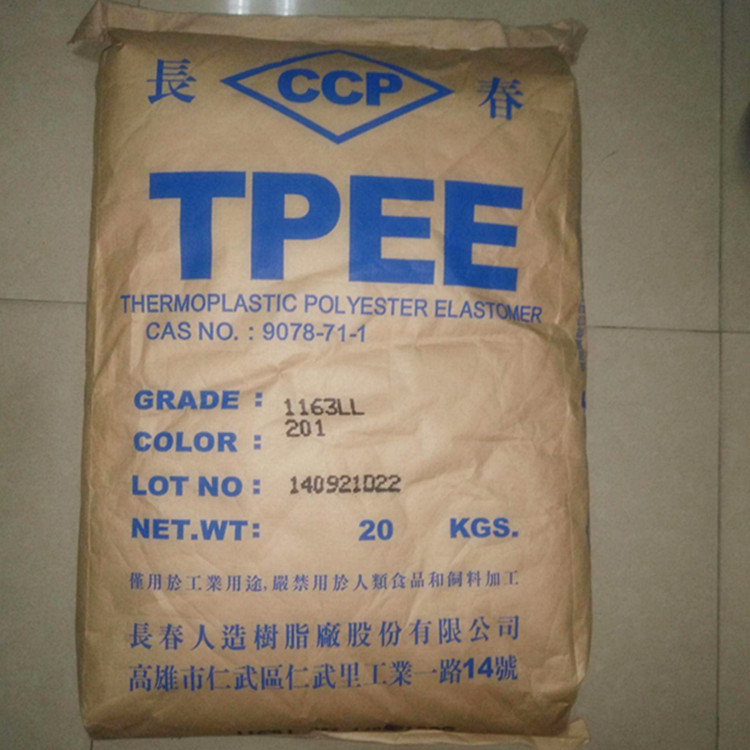 長 CCP 春
TPEE
THERMOPLASTIC POLYESTER ELASTOMER
CAS NO. : 9078-71-1
GRADE : 1163LL
COLOR : 201
LOT NO : 140921D22
NET.WT: 20 KGS.
僅用於工業用途,嚴禁用於人類食品和飼料加工
長春人造樹脂廠股份有限公司
高雄市仁武區仁武里工業一路14號